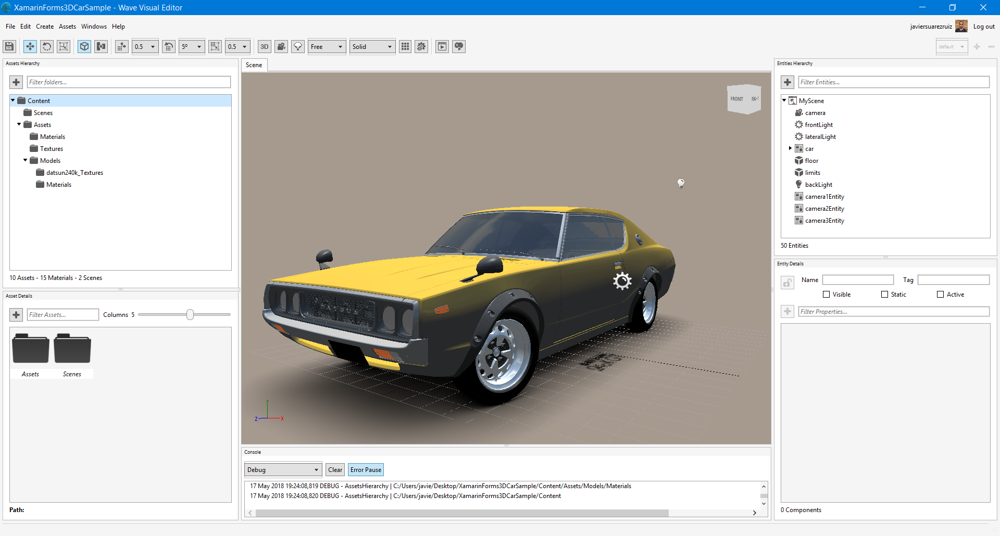 XamarinForms3DCarSample - Wave Visual Editor
File Edit Create Assets Windows Help
javiersuarezruiz Log out
0.5 5º 0.5 3D Free Solid default
Assets Hierarchy
Filter folders...
Content
Scenes
Assets
Materials
Textures
Models
datsun240k_Textures
Materials
10 Assets - 15 Materials - 2 Scenes
Asset Details
Filter Assets...
Columns 5
Assets Scenes
Path:
Scene
FRONT RIGHT
DATSUN
y
z x
Console
Debug Clear Error Pause
17 May 2018 19:24:08,819 DEBUG - AssetsHierarchy | C:/Users/javie/Desktop/XamarinForms3DCarSample/Content/Assets/Models/Materials
17 May 2018 19:24:08,820 DEBUG - AssetsHierarchy | C:/Users/javie/Desktop/XamarinForms3DCarSample/Content
Entities Hierarchy
Filter Entities...
MyScene
camera
frontLight
lateralLight
car
floor
limits
backLight
camera1Entity
camera2Entity
camera3Entity
50 Entities
Entity Details
Name Tag
Visible Static Active
Filter Properties...
0 Components